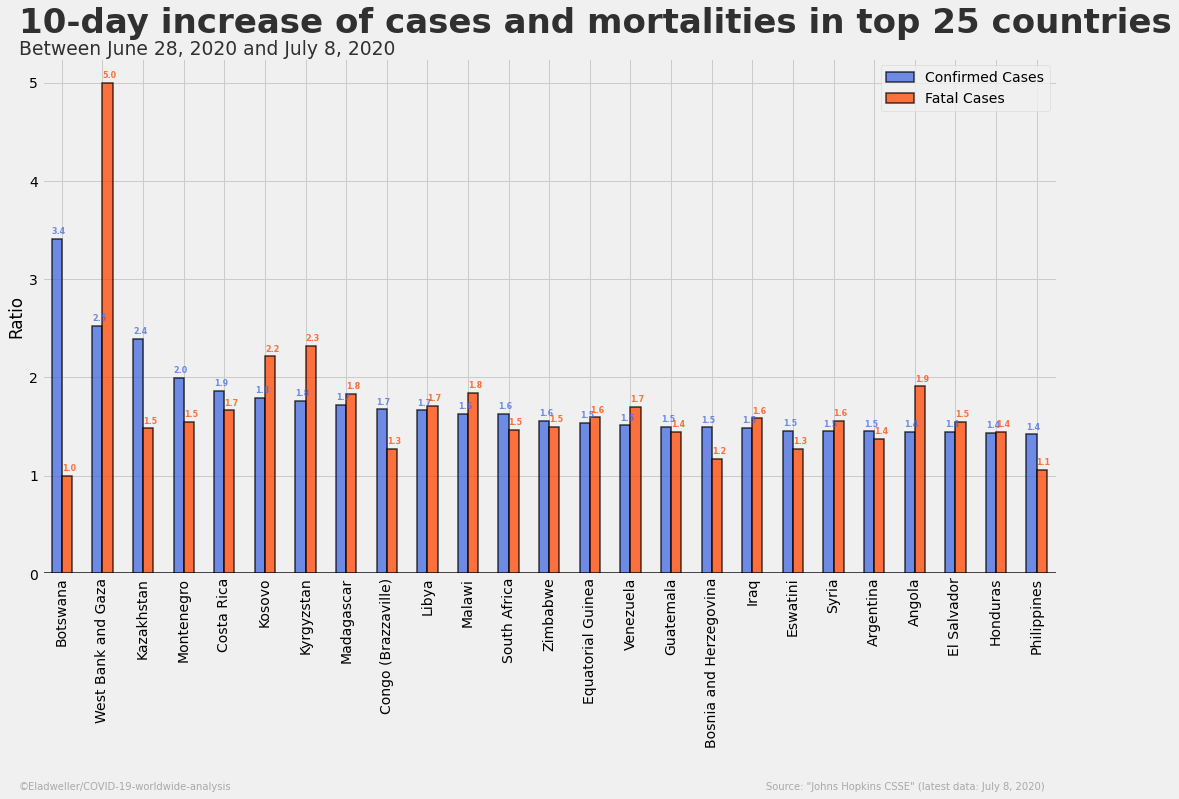 10-day increase of cases and mortalities in top 25 countries
Between June 28, 2020 and July 8, 2020
Confirmed Cases
Fatal Cases
Ratio
5
4
3
2
1
0
3.4
1.0
5.0
2.4
1.5
2.0
1.5
1.9
1.7
2.2
2.3
1.8
1.7
1.3
1.7
1.8
1.6
1.5
1.6
1.5
1.6
1.7
1.5
1.4
1.5
1.2
1.6
1.5
1.3
1.6
1.5
1.4
1.9
1.5
1.4
1.4
1.4
1.1
Botswana
West Bank and Gaza
Kazakhstan
Montenegro
Costa Rica
Kosovo
Kyrgyzstan
Madagascar
Congo (Brazzaville)
Libya
Malawi
South Africa
Zimbabwe
Equatorial Guinea
Venezuela
Guatemala
Bosnia and Herzegovina
Iraq
Eswatini
Syria
Argentina
Angola
El Salvador
Honduras
Philippines
©Eladweller/COVID-19-worldwide-analysis
Source: "Johns Hopkins CSSE" (latest data: July 8, 2020)